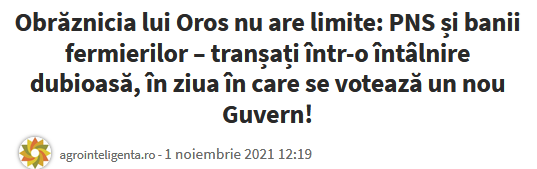 Obrăznicia lui Oros nu are limite: PNS și banii
fermierilor – tranșați într-o întâlnire
dubioasă, în ziua în care se votează un nou
Guvern!
agrointeligenta.ro - 1 noiembrie 2021 12:19